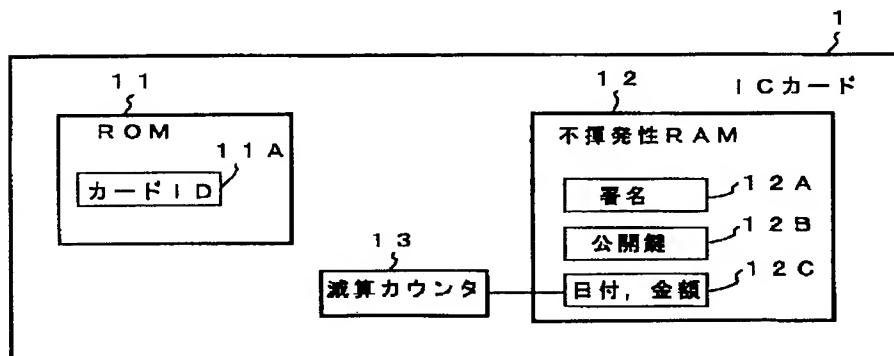 1
ICカード
11
ROM
11A
カードID
12
不揮発性RAM
12A
署名
12B
公開鍵
12C
日付,金額
13
減算カウンタ